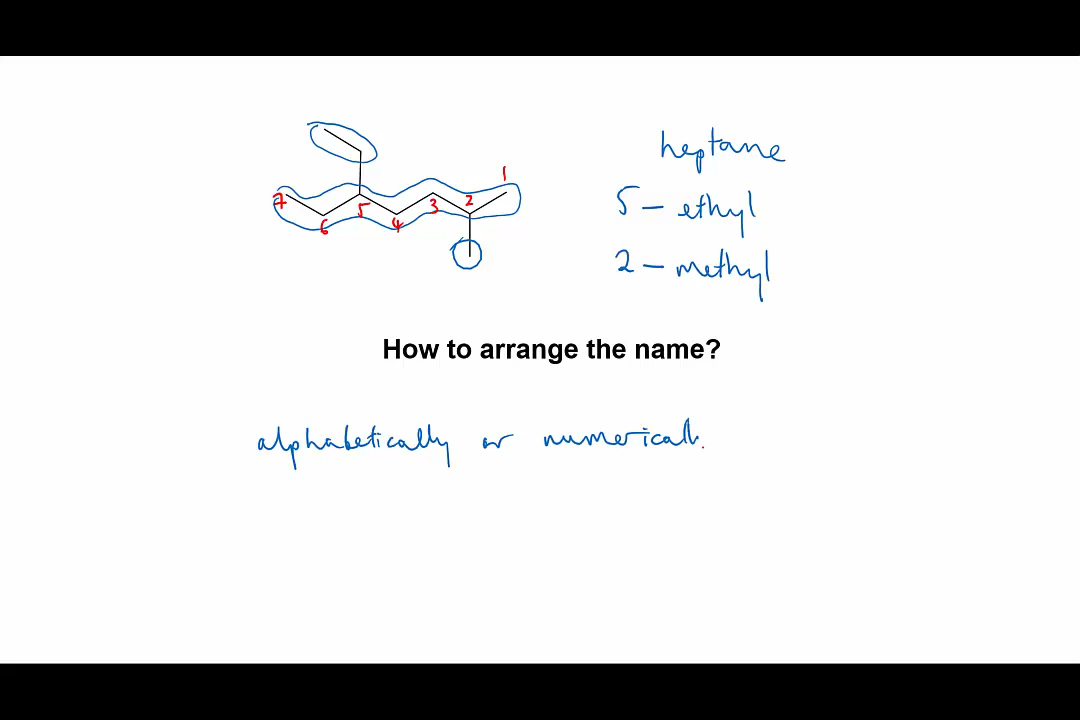 heptane
1
7 5 3 2
6 4
5 - ethyl
2 - methyl
How to arrange the name?
alphabetically or numericall